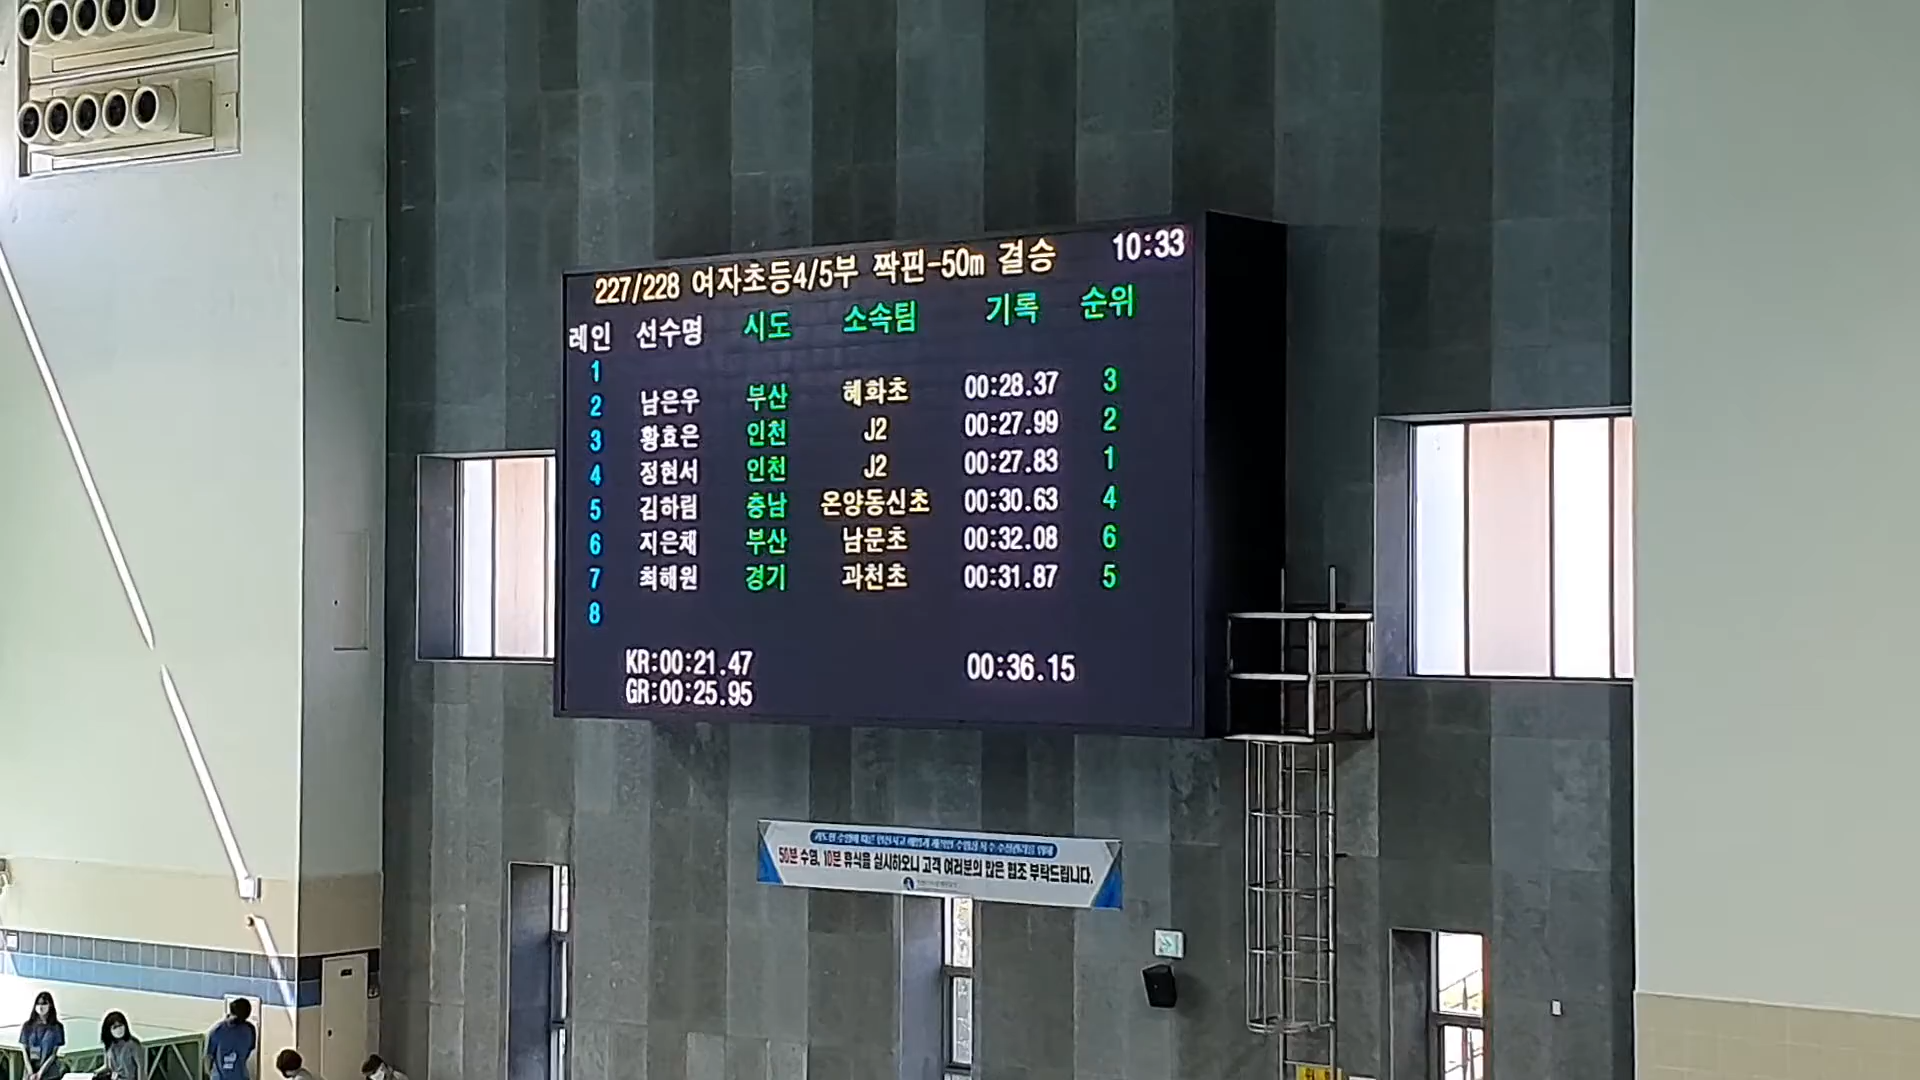 227/228 여자초등4/5부 짝핀-50m 결승 10:33
레인 선수명 시도 소속팀 기록 순위
1
2 남은우 부산 혜화초 00:28.37 3
3 황효은 인천 J2 00:27.99 2
4 정현서 인천 J2 00:27.83 1
5 김하림 충남 온양동신초 00:30.63 4
6 지은채 부산 남문초 00:32.08 6
7 최해원 경기 과천초 00:31.87 5
8
KR:00:21.47 00:36.15
GR:00:25.95
50분 수영, 10분 휴식을 실시하오니 고객 여러분의 많은 협조 부탁드립니다.